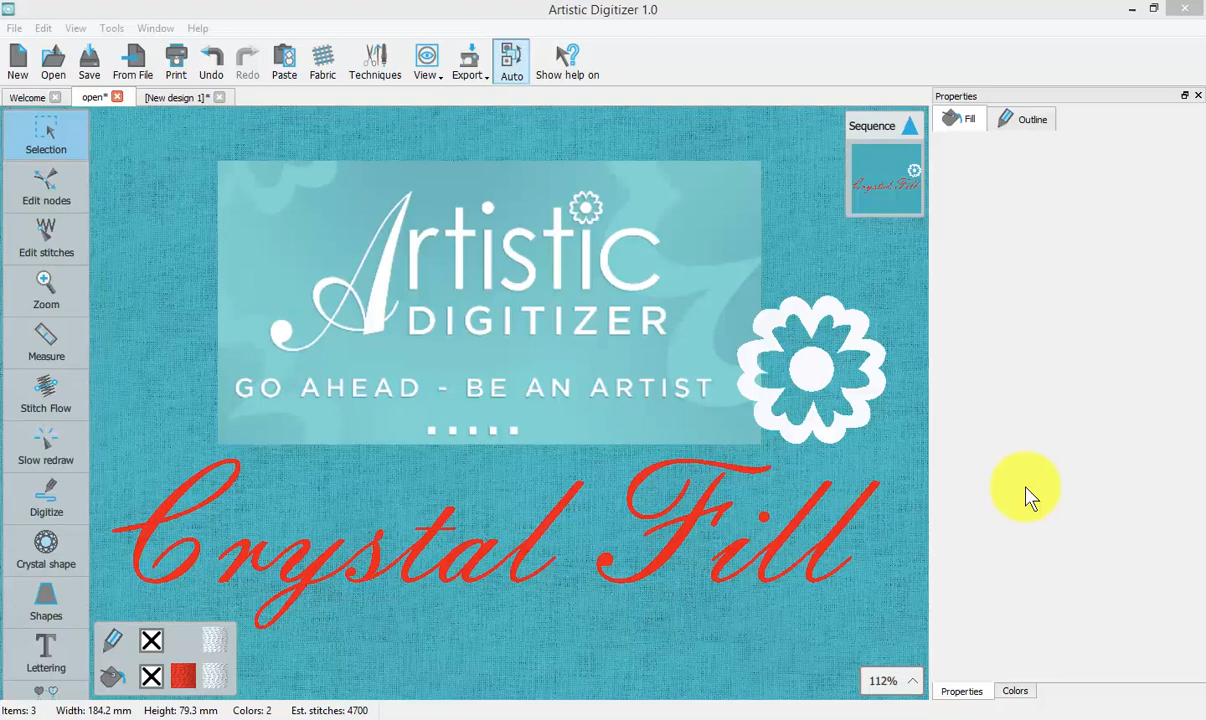 Artistic Digitizer 1.0
File Edit View Tools Window Help
New Open Save From File Print Undo Redo Paste Fabric Techniques View Export Auto Show help on
Welcome open* [New design 1]*
Properties
Fill Outline
Selection
Edit nodes
Edit stitches
Zoom
Measure
Stitch Flow
Slow redraw
Digitize
Crystal shape
Shapes
Lettering
Sequence
Crystal Fill
Artistic
DIGITIZER
GO AHEAD - BE AN ARTIST
Crystal Fill
112%
Properties Colors
Items: 3 Width: 184.2 mm Height: 79.3 mm Colors: 2 Est. stitches: 4700